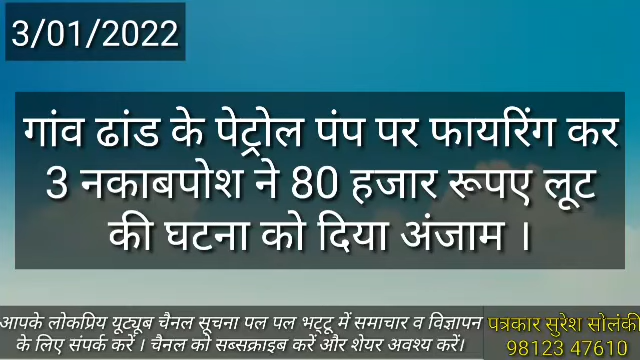 3/01/2022
गांव ढांड के पेट्रोल पंप पर फायरिंग कर
3 नकाबपोश ने 80 हजार रूपए लूट
की घटना को दिया अंजाम ।
आपके लोकप्रिय यूट्यूब चैनल सूचना पल पल भट्टू में समाचार व विज्ञापन
के लिए संपर्क करें । चैनल को सब्सक्राइब करें और शेयर अवश्य करें।
पत्रकार सुरेश सोलंकी
98123 47610